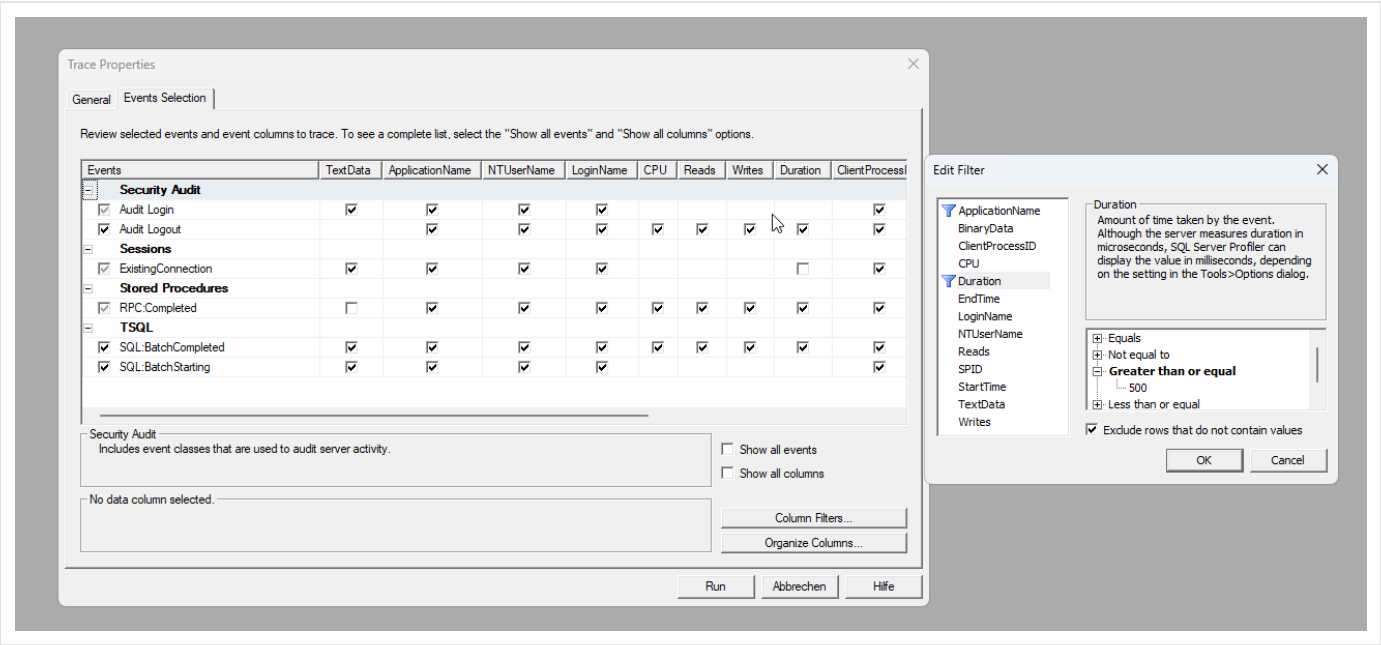 Trace Properties
General
Events Selection
Review selected events and event columns to trace. To see a complete list, select the "Show all events" and "Show all columns" options.
Events TextData ApplicationName NTUserName LoginName CPU Reads Writes Duration ClientProcessI
Security Audit
Audit Login
Audit Logout
Sessions
ExistingConnection
Stored Procedures
RPC:Completed
TSQL
SQL:BatchCompleted
SQL:BatchStarting
Security Audit
Includes event classes that are used to audit server activity.
No data column selected.
Show all events
Show all columns
Column Filters...
Organize Columns...
Run
Abbrechen
Hilfe
Edit Filter
ApplicationName
BinaryData
ClientProcessID
CPU
Duration
EndTime
LoginName
NTUserName
Reads
SPID
StartTime
TextData
Writes
Duration
Amount of time taken by the event.
Although the server measures duration in
microseconds, SQL Server Profiler can
display the value in milliseconds, depending
on the setting in the Tools>Options dialog.
Equals
Not equal to
Greater than or equal
500
Less than or equal
Exclude rows that do not contain values
OK
Cancel